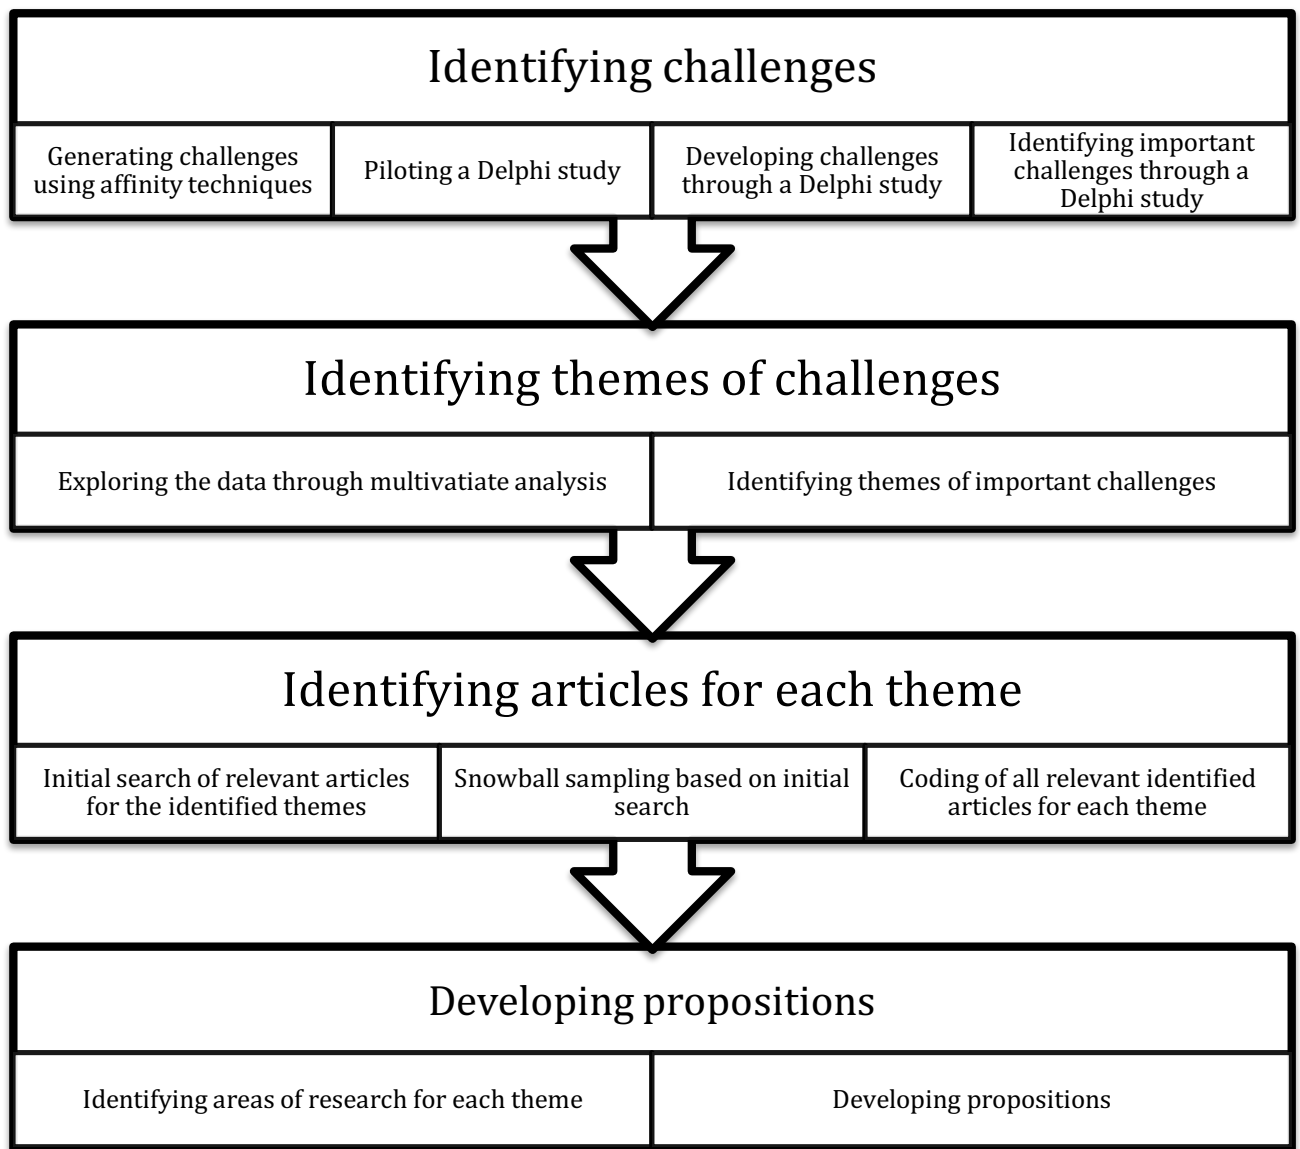 Identifying challenges
Generating challenges
using affinity techniques
Piloting a Delphi study
Developing challenges
through a Delphi study
Identifying important
challenges through a
Delphi study
Identifying themes of challenges
Exploring the data through multivatiate analysis
Identifying themes of important challenges
Identifying articles for each theme
Initial search of relevant articles
for the identified themes
Snowball sampling based on initial
search
Coding of all relevant identified
articles for each theme
Developing propositions
Identifying areas of research for each theme
Developing propositions